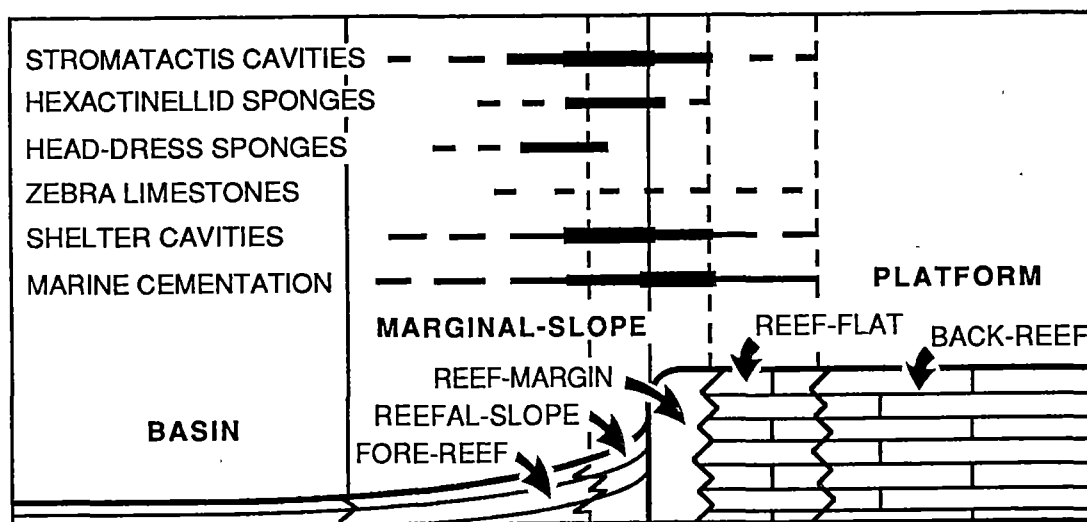 STROMATACTIS CAVITIES
HEXACTINELLID SPONGES
HEAD-DRESS SPONGES
ZEBRA LIMESTONES
SHELTER CAVITIES
MARINE CEMENTATION
PLATFORM
MARGINAL-SLOPE
REEF-FLAT
BACK-REEF
REEF-MARGIN
REEFAL-SLOPE
BASIN
FORE-REEF